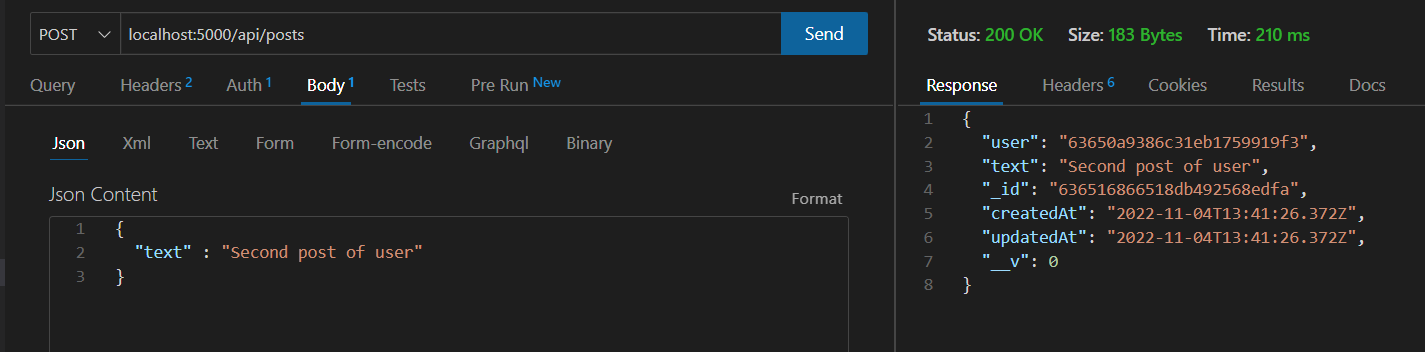 POST localhost:5000/api/posts Send
Query Headers 2 Auth 1 Body 1 Tests Pre Run New
Json Xml Text Form Form-encode Graphql Binary
Json Content
Format
1 {
2 "text" : "Second post of user"
3 }
Status: 200 OK Size: 183 Bytes Time: 210 ms
Response Headers 6 Cookies Results Docs
1 {
2 "user": "63650a9386c31eb1759919f3",
3 "text": "Second post of user",
4 "_id": "636516866518db492568edfa",
5 "createdAt": "2022-11-04T13:41:26.372Z",
6 "updatedAt": "2022-11-04T13:41:26.372Z",
7 "__v": 0
8 }